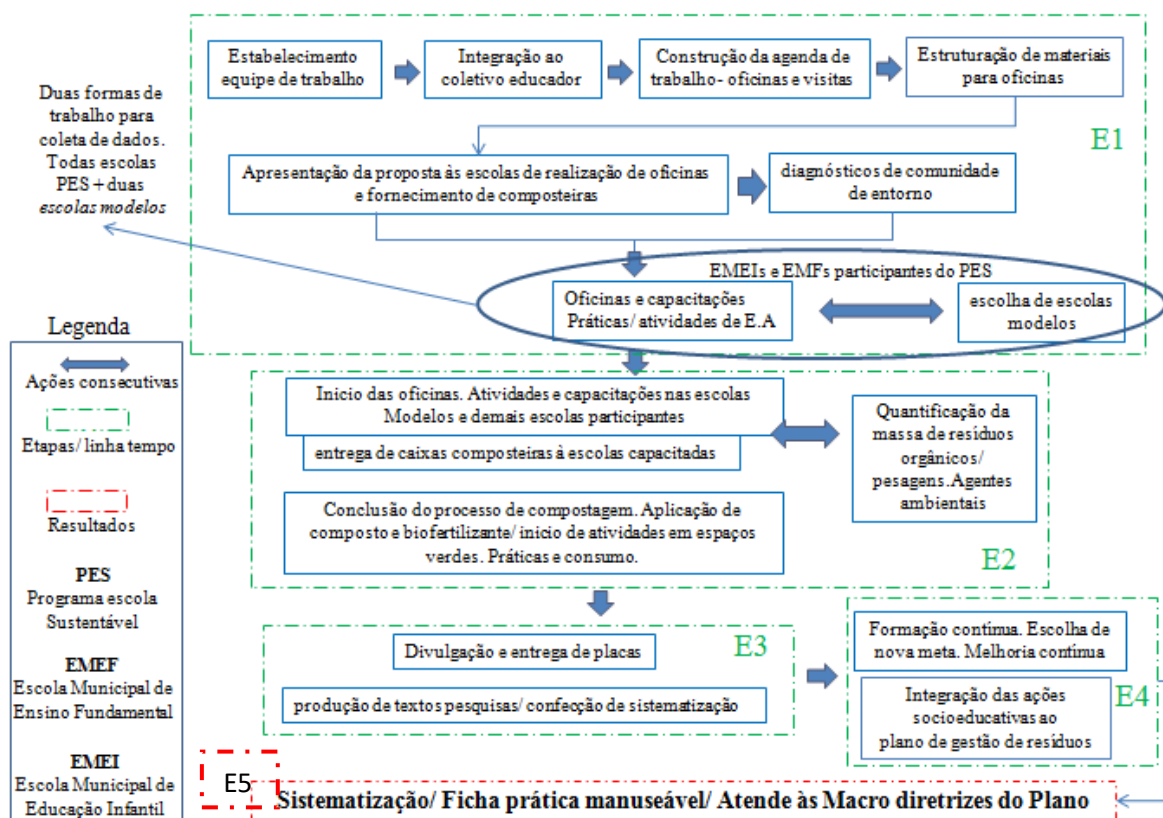 Estabelecimento
equipe de trabalho
Integração ao
coletivo educador
Construção da agenda de
trabalho- oficinas e visitas
Estruturação de materiais
para oficinas
Duas formas de
trabalho para
coleta de dados.
Todas escolas
PES + duas
escolas modelos
E1
Apresentação da proposta às escolas de realização de oficinas
e fornecimento de composteiras
diagnósticos de comunidade
de entorno
EMEIs e EMFs participantes do PES
Oficinas e capacitações
Práticas/ atividades de E.A
escolha de escolas
modelos
Legenda
Ações consecutivas
Etapas/ linha tempo
Resultados
PES
Programa escola
Sustentável
EMEF
Escola Municipal de
Ensino Fundamental
EMEI
Escola Municipal de
Educação Infantil
Inicio das oficinas. Atividades e capacitações nas escolas
Modelos e demais escolas participantes
entrega de caixas composteiras à escolas capacitadas
Quantificação da
massa de resíduos
orgânicos/
pesagens.Agentes
ambientais
Conclusão do processo de compostagem. Aplicação de
composto e biofertilizante/ inicio de atividades em espaços
verdes. Práticas e consumo.
E2
Divulgação e entrega de placas
E3
produção de textos pesquisas/ confecção de sistematização
Formação contínua. Escolha de
nova meta. Melhoria contínua
Integração das ações
socioeducativas ao
plano de gestão de resíduos
E4
E5
Sistematização/ Ficha prática manuseável/ Atende às Macro diretrizes do Plano